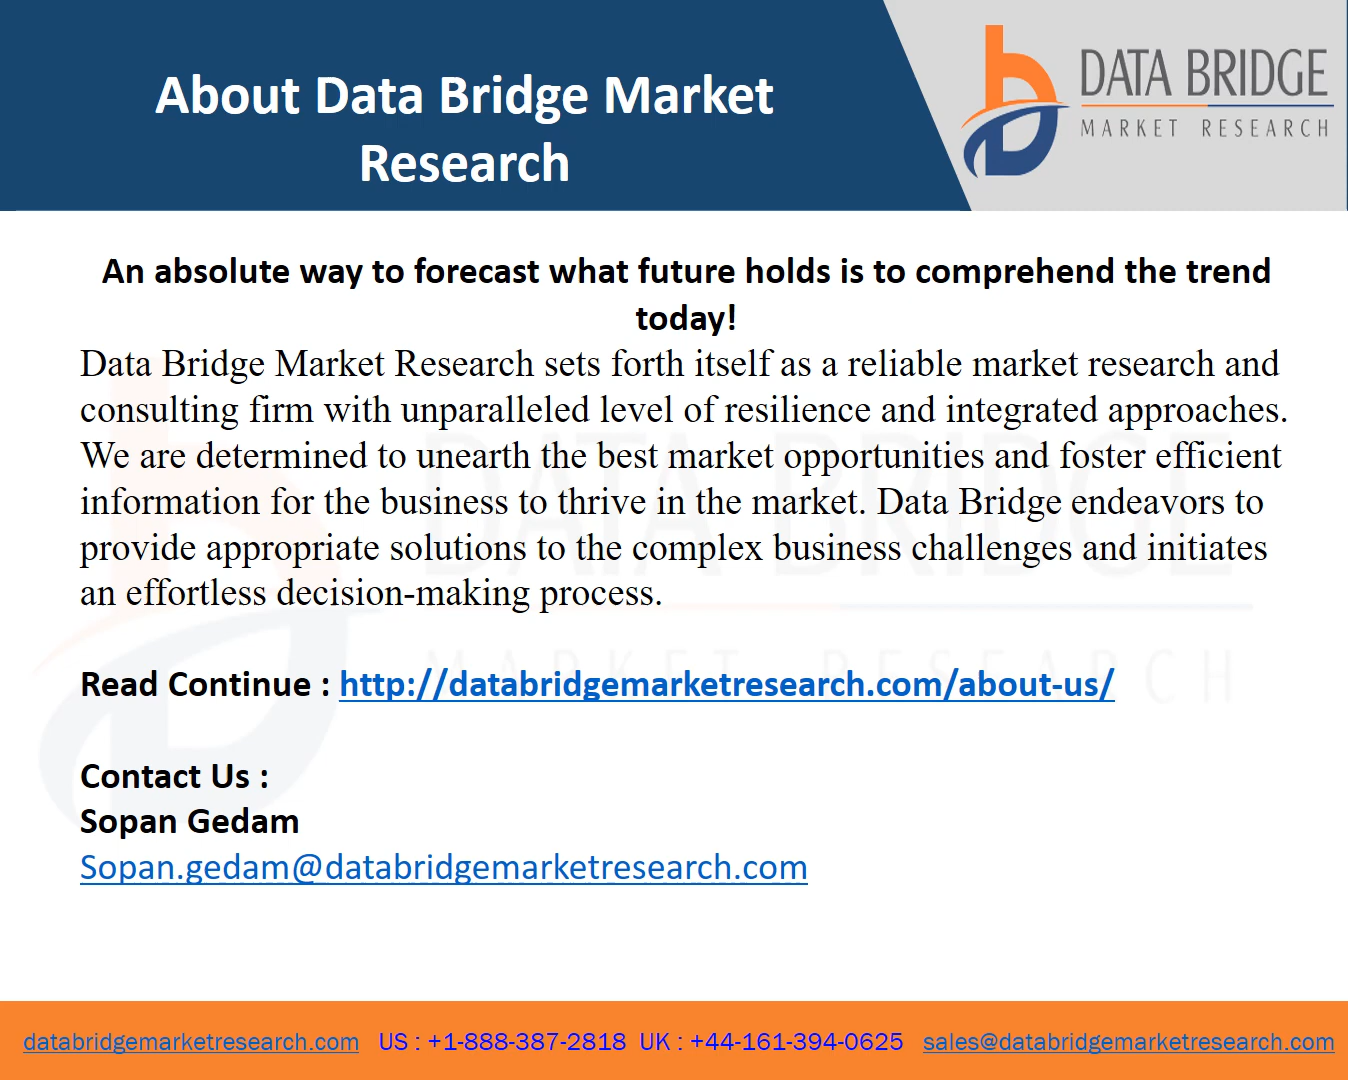 About Data Bridge Market
Research
DATA BRIDGE
MARKET RESEARCH
An absolute way to forecast what future holds is to comprehend the trend
today!
Data Bridge Market Research sets forth itself as a reliable market research and
consulting firm with unparalleled level of resilience and integrated approaches.
We are determined to unearth the best market opportunities and foster efficient
information for the business to thrive in the market. Data Bridge endeavors to
provide appropriate solutions to the complex business challenges and initiates
an effortless decision-making process.
DATA BRIDGE
MARKET RESEARCH
Read Continue : http://databridgemarketresearch.com/about-us/
Contact Us :
Sopan Gedam
Sopan.gedam@databridgemarketresearch.com
databridgemarketresearch.com US : +1-888-387-2818 UK : +44-161-394-0625 sales@databridgemarketresearch.com